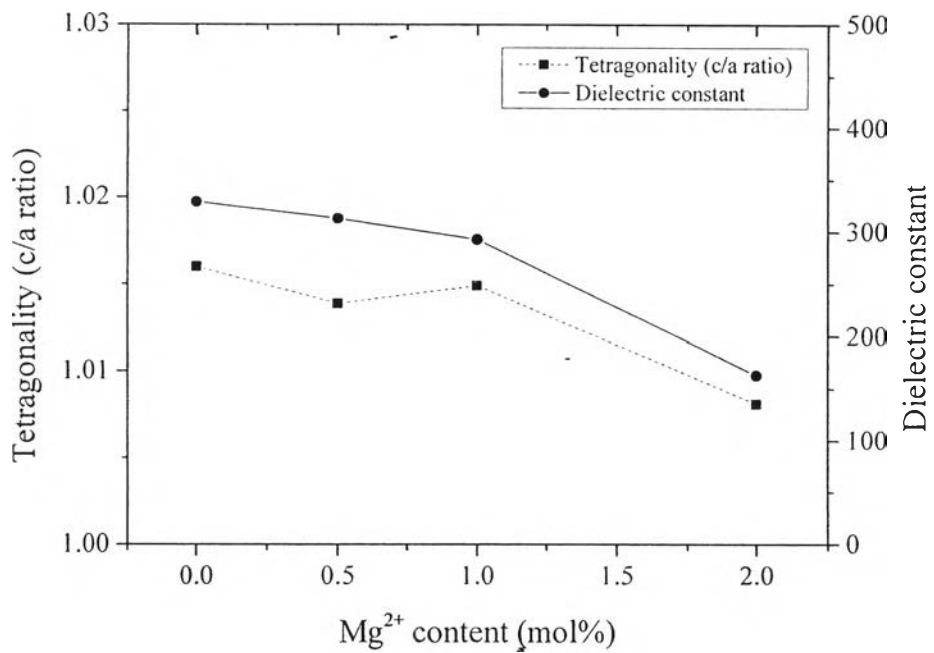 1.03
1.02
1.01
1.00
Tetragonality (c/a ratio)
Tetragonality (c/a ratio)
Dielectric constant
500
400
300
200
100
0
Dielectric constant
0.0 0.5 1.0 1.5 2.0
Mg²⁺ content (mol%)